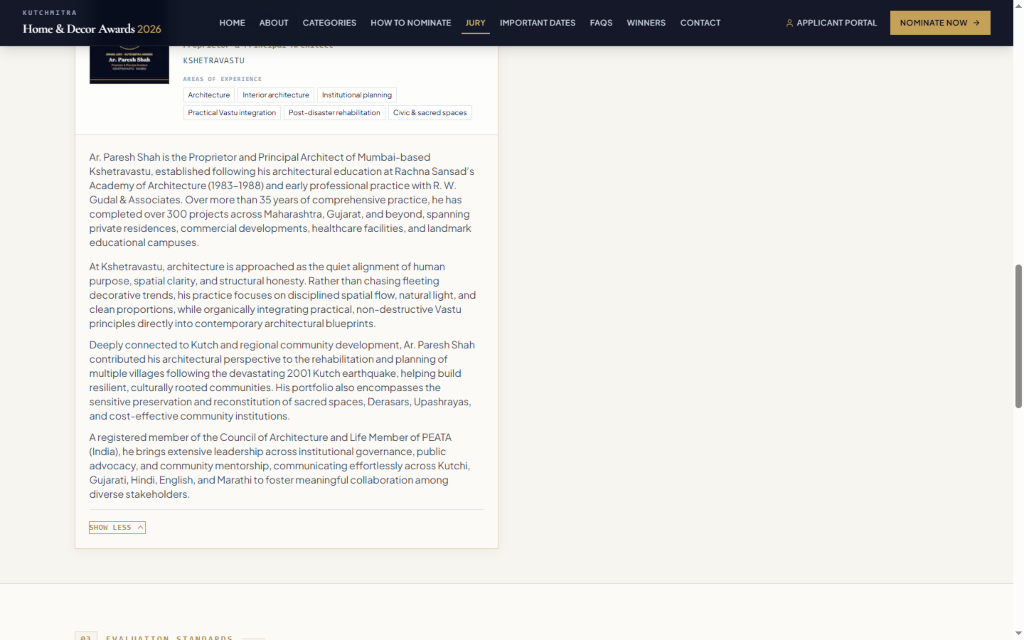 KUTCHMITRA
Home & Decor Awards 2026
HOME ABOUT CATEGORIES HOW TO NOMINATE JURY IMPORTANT DATES FAQS WINNERS CONTACT
APPLICANT PORTAL
NOMINATE NOW →
Ar. Paresh Shah
Proprietor & Principal Architect
KSHETRAVASTU
AREAS OF EXPERIENCE
Architecture Interior architecture Institutional planning
Practical Vastu integration Post-disaster rehabilitation Civic & sacred spaces
Ar. Paresh Shah is the Proprietor and Principal Architect of Mumbai-based
Kshetravastu, established following his architectural education at Rachna Sansad's
Academy of Architecture (1983–1988) and early professional practice with R. W.
Gudal & Associates. Over more than 35 years of comprehensive practice, he has
completed over 300 projects across Maharashtra, Gujarat, and beyond, spanning
private residences, commercial developments, healthcare facilities, and landmark
educational campuses.
At Kshetravastu, architecture is approached as the quiet alignment of human
purpose, spatial clarity, and structural honesty. Rather than chasing fleeting
decorative trends, his practice focuses on disciplined spatial flow, natural light, and
clean proportions, while organically integrating practical, non-destructive Vastu
principles directly into contemporary architectural blueprints.
Deeply connected to Kutch and regional community development, Ar. Paresh Shah
contributed his architectural perspective to the rehabilitation and planning of
multiple villages following the devastating 2001 Kutch earthquake, helping build
resilient, culturally rooted communities. His portfolio also encompasses the
sensitive preservation and reconstitution of sacred spaces, Derasars, Upashrayas,
and cost-effective community institutions.
A registered member of the Council of Architecture and Life Member of PEATA
(India), he brings extensive leadership across institutional governance, public
advocacy, and community mentorship, communicating effortlessly across Kutchi,
Gujarati, Hindi, English, and Marathi to foster meaningful collaboration among
diverse stakeholders.
SHOW LESS
03 EVALUATION STANDARDS